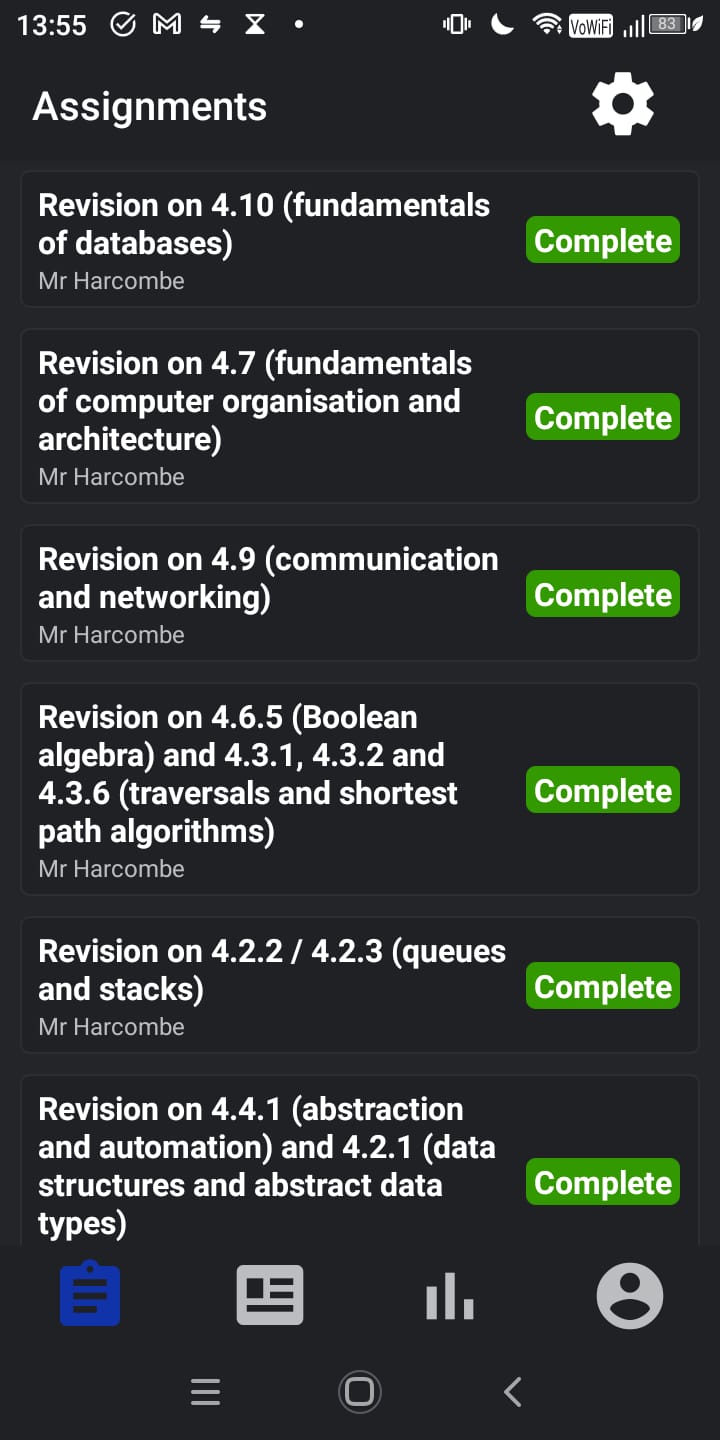 13:55
VoWiFi
83
Assignments
Revision on 4.10 (fundamentals
of databases)
Mr Harcombe
Complete
Revision on 4.7 (fundamentals
of computer organisation and
architecture)
Mr Harcombe
Complete
Revision on 4.9 (communication
and networking)
Mr Harcombe
Complete
Revision on 4.6.5 (Boolean
algebra) and 4.3.1, 4.3.2 and
4.3.6 (traversals and shortest
path algorithms)
Mr Harcombe
Complete
Revision on 4.2.2 / 4.2.3 (queues
and stacks)
Mr Harcombe
Complete
Revision on 4.4.1 (abstraction
and automation) and 4.2.1 (data
structures and abstract data
types)
Complete